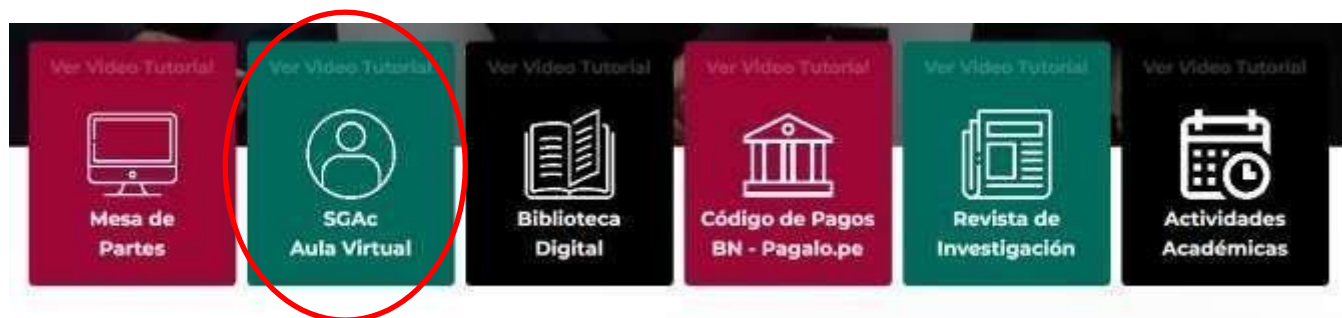 Ver Video Tutorial
Mesa de
Partes
Ver Video Tutorial
SGAc
Aula Virtual
Ver Video Tutorial
Biblioteca
Digital
Ver Video Tutorial
Código de Pagos
BN - Pagalo.pe
Ver Video Tutorial
Revista de
Investigación
Ver Video Tutorial
Actividades
Académicas